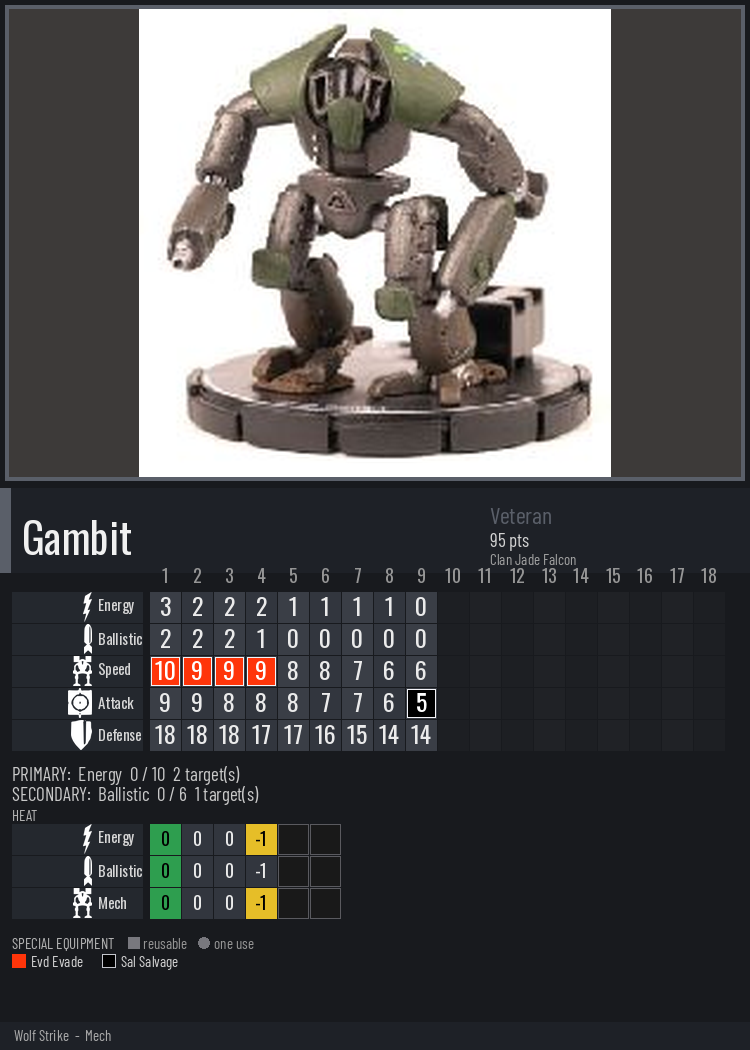 Gambit
Veteran
95 pts
Clan Jade Falcon
1 2 3 4 5 6 7 8 9 10 11 12 13 14 15 16 17 18
Energy 3 2 2 2 1 1 1 1 0
Ballistic 2 2 2 1 0 0 0 0 0
Speed 10 9 9 9 8 8 7 6 6
Attack 9 9 8 8 8 7 7 6 5
Defense 18 18 18 17 17 16 15 14 14
PRIMARY: Energy 0 / 10 2 target(s)
SECONDARY: Ballistic 0 / 6 1 target(s)
HEAT
Energy 0 0 0 -1
Ballistic 0 0 0 -1
Mech 0 0 0 -1
SPECIAL EQUIPMENT reusable one use
Evd Evade Sal Salvage
Wolf Strike - Mech